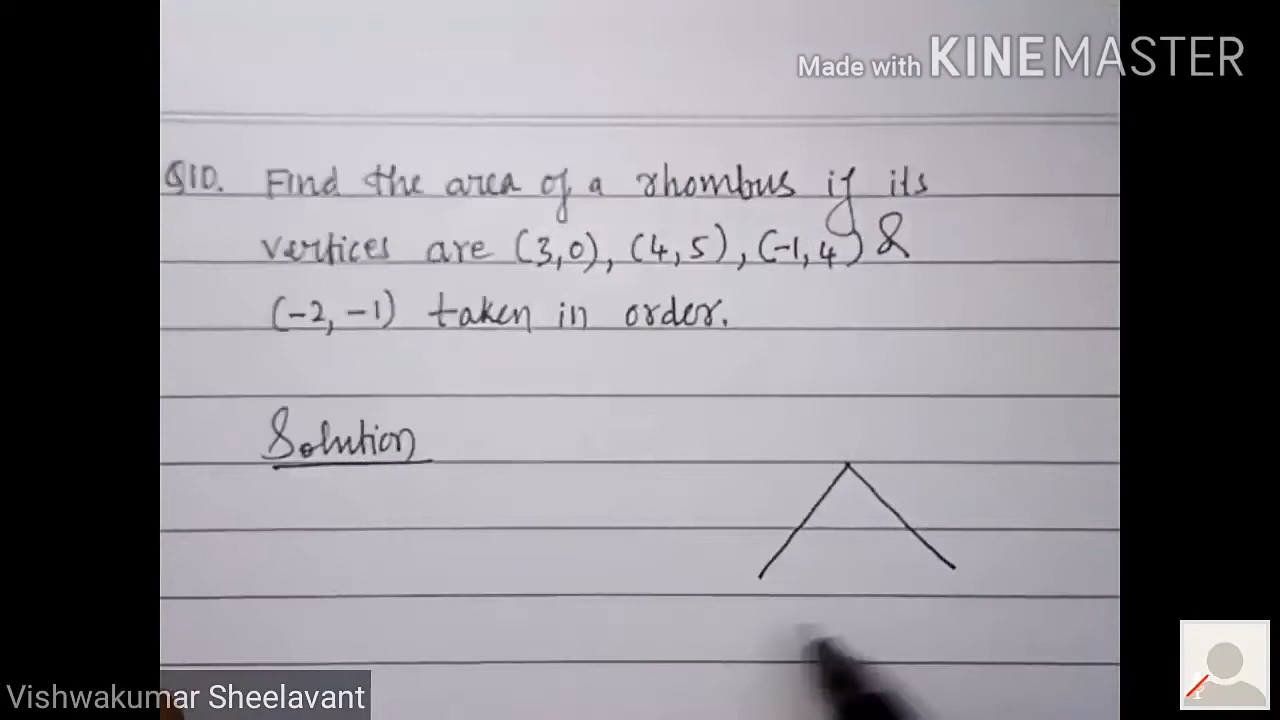 Made with KINEMASTER
Q10. Find the area of a rhombus if its
vertices are (3,0), (4,5), (-1,4) &
(-2,-1) taken in order.
Solution
Vishwakumar Sheelavant